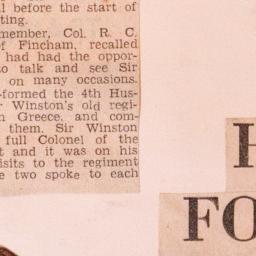 l before the start of
ting.
member, Col. R. C.
f Fincham, recalled
had had the oppor-
to talk and see Sir
on many occasions.
-formed the 4th Hus-
r Winston's old regi-
n Greece, and com-
them. Sir Winston
full Colonel of the
t and it was on his
isits to the regiment
e two spoke to each
H
FO